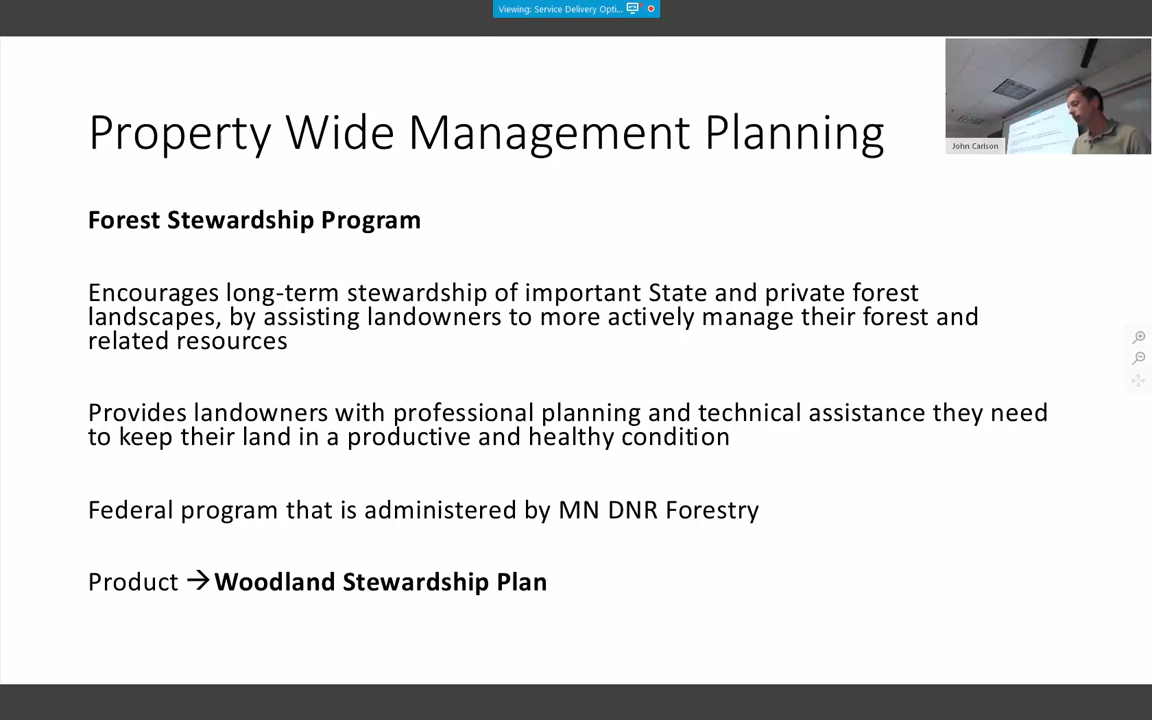 Viewing: Service Delivery Opti...
Property Wide Management Planning
John Carlson
Forest Stewardship Program
Encourages long-term stewardship of important State and private forest
landscapes, by assisting landowners to more actively manage their forest and
related resources
Provides landowners with professional planning and technical assistance they need
to keep their land in a productive and healthy condition
Federal program that is administered by MN DNR Forestry
Product →Woodland Stewardship Plan